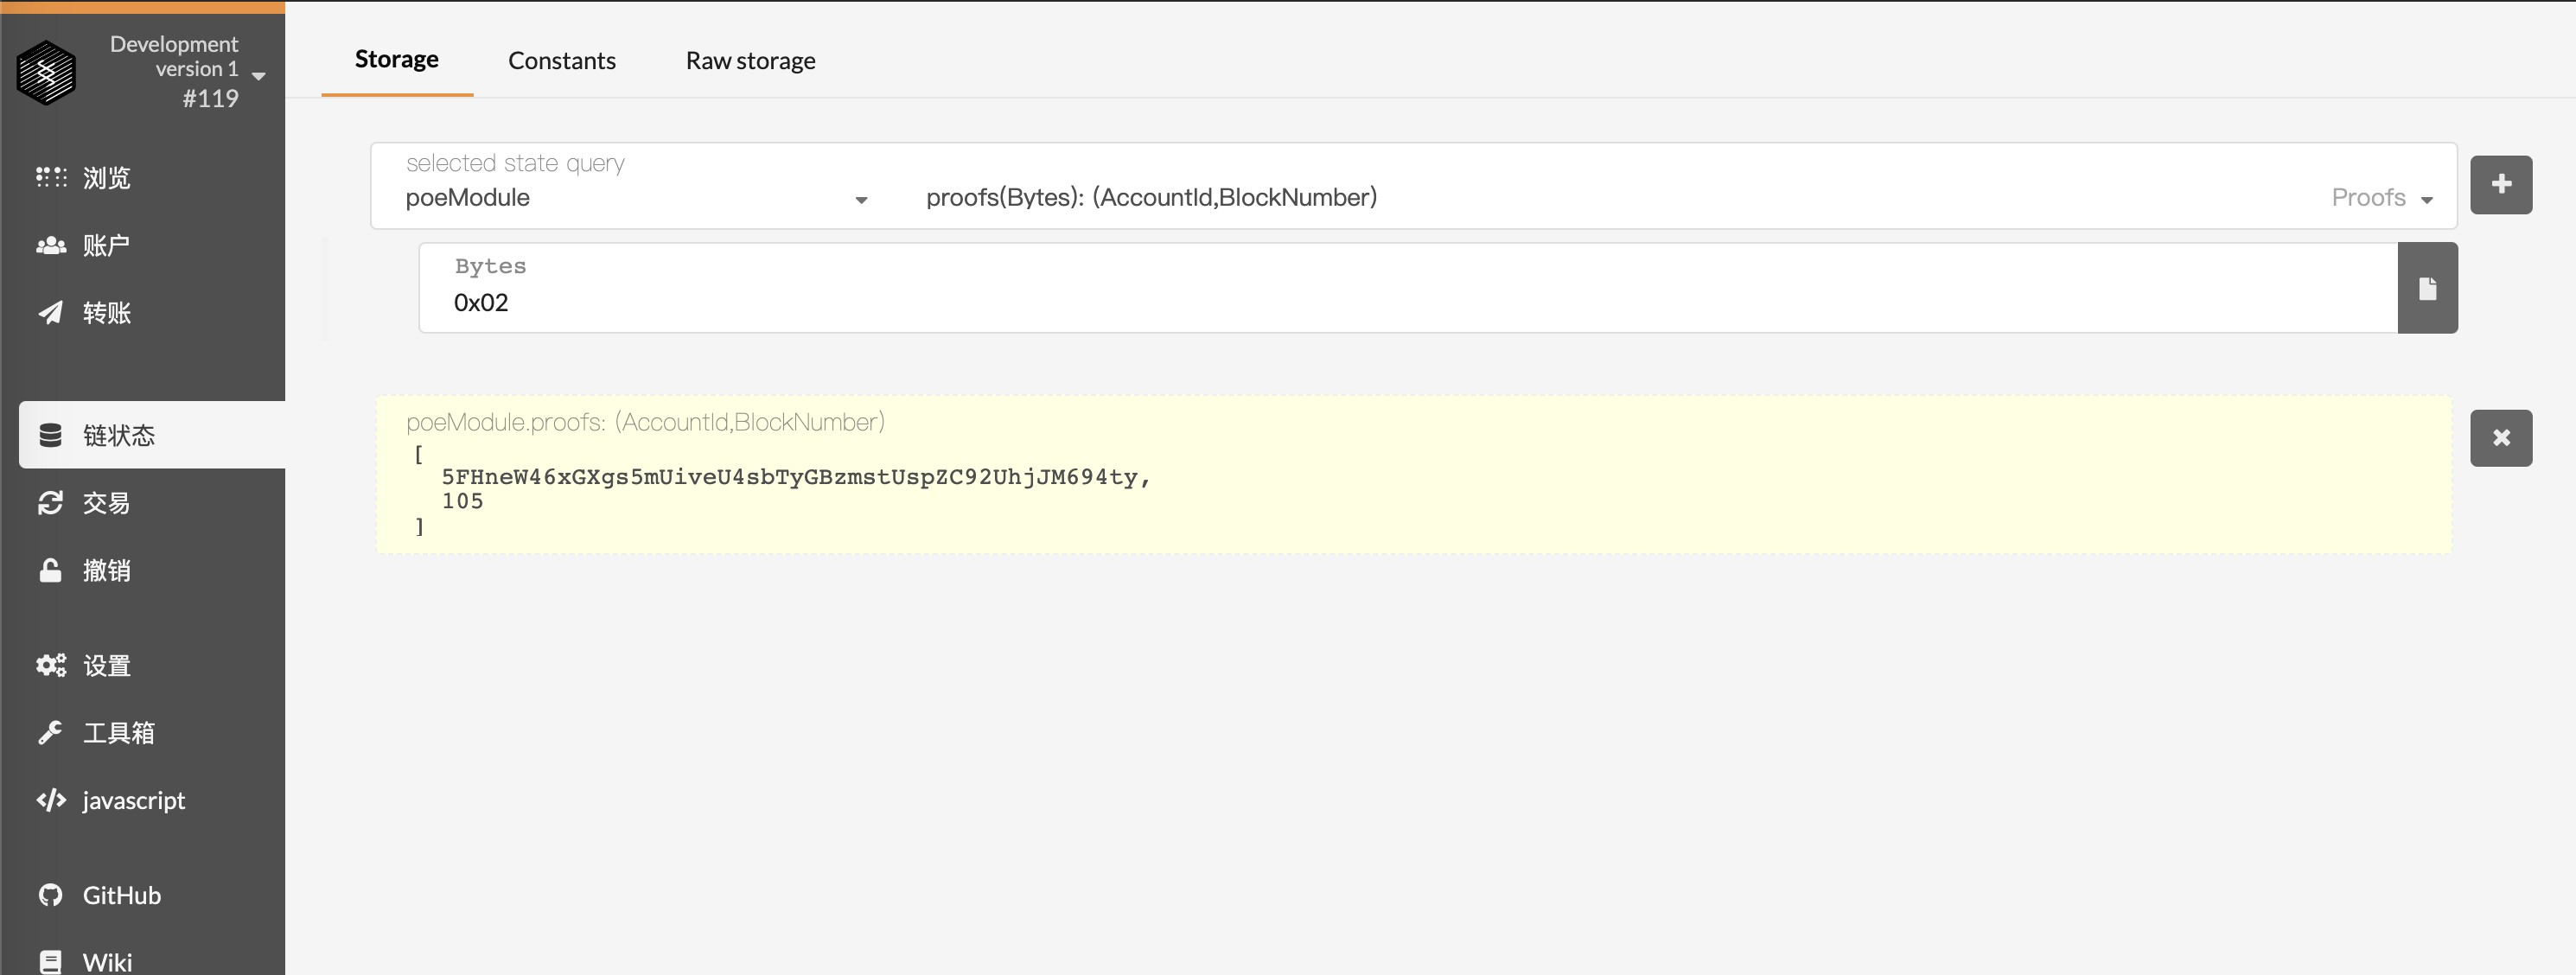 Development
version 1
#119
浏览
账户
转账
链状态
交易
撤销
设置
工具箱
javascript
GitHub
Wiki
Storage Constants Raw storage
selected state query
poeModule proofs(Bytes): (AccountId,BlockNumber) Proofs
Bytes
0x02
poeModule.proofs: (AccountId,BlockNumber)
[
5FHneW46xGXgs5mUiveU4sbTyGBzmstUspZC92UhjJM694ty,
105
]